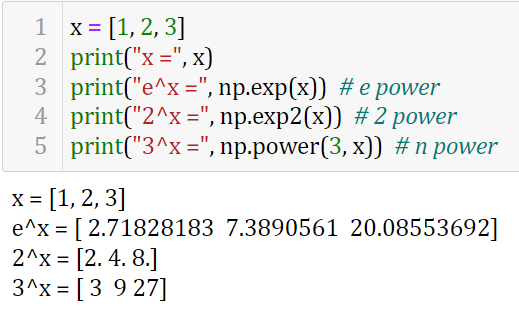 1 x = [1, 2, 3]
2 print("x =", x)
3 print("e^x =", np.exp(x)) # e power
4 print("2^x =", np.exp2(x)) # 2 power
5 print("3^x =", np.power(3, x)) # n power
x = [1, 2, 3]
e^x = [ 2.71828183  7.3890561  20.08553692]
2^x = [2. 4. 8.]
3^x = [ 3  9 27]